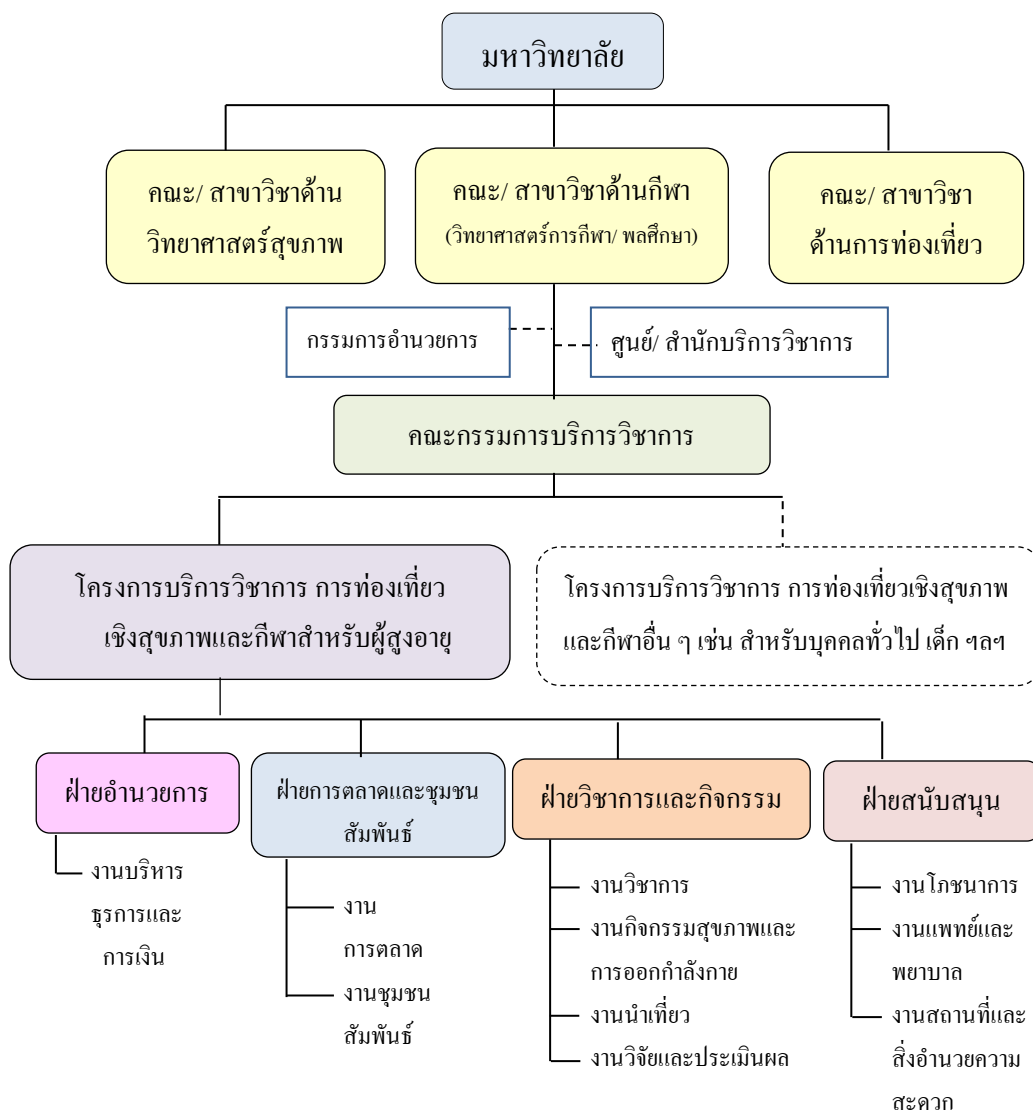 มหาวิทยาลัย
คณะ/ สาขาวิชาด้าน
วิทยาศาสตร์สุขภาพ
คณะ/ สาขาวิชาด้านกีฬา
(วิทยาศาสตร์การกีฬา/ พลศึกษา)
คณะ/ สาขาวิชา
ด้านการท่องเที่ยว
กรรมการอำนวยการ
ศูนย์/ สำนักบริการวิชาการ
คณะกรรมการบริการวิชาการ
โครงการบริการวิชาการ การท่องเที่ยว
เชิงสุขภาพและกีฬาสำหรับผู้สูงอายุ
โครงการบริการวิชาการ การท่องเที่ยวเชิงสุขภาพ
และกีฬาอื่น ๆ เช่น สำหรับบุคคลทั่วไป เด็ก ฯลฯ
ฝ่ายอำนวยการ
งานบริหาร
ธุรการและ
การเงิน
ฝ่ายการตลาดและชุมชน
สัมพันธ์
งาน
การตลาด
งานชุมชน
สัมพันธ์
ฝ่ายวิชาการและกิจกรรม
งานวิชาการ
งานกิจกรรมสุขภาพและ
การออกกำลังกาย
งานนำเที่ยว
งานวิจัยและประเมินผล
ฝ่ายสนับสนุน
งานโภชนาการ
งานแพทย์และ
พยาบาล
งานสถานที่และ
สิ่งอำนวยความ
สะดวก